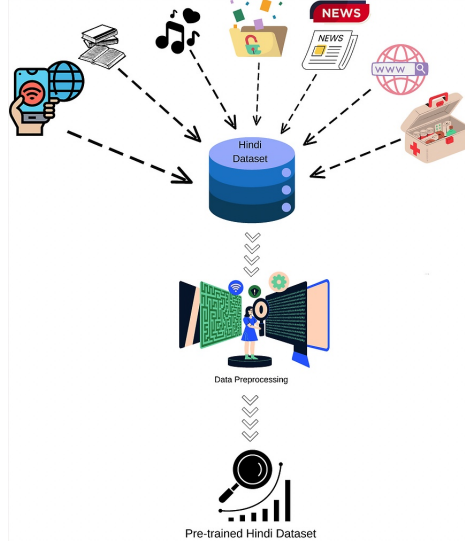 NEWS
NEWS
WWW
Hindi
Dataset
Data Preprocessing
Pre-trained Hindi Dataset